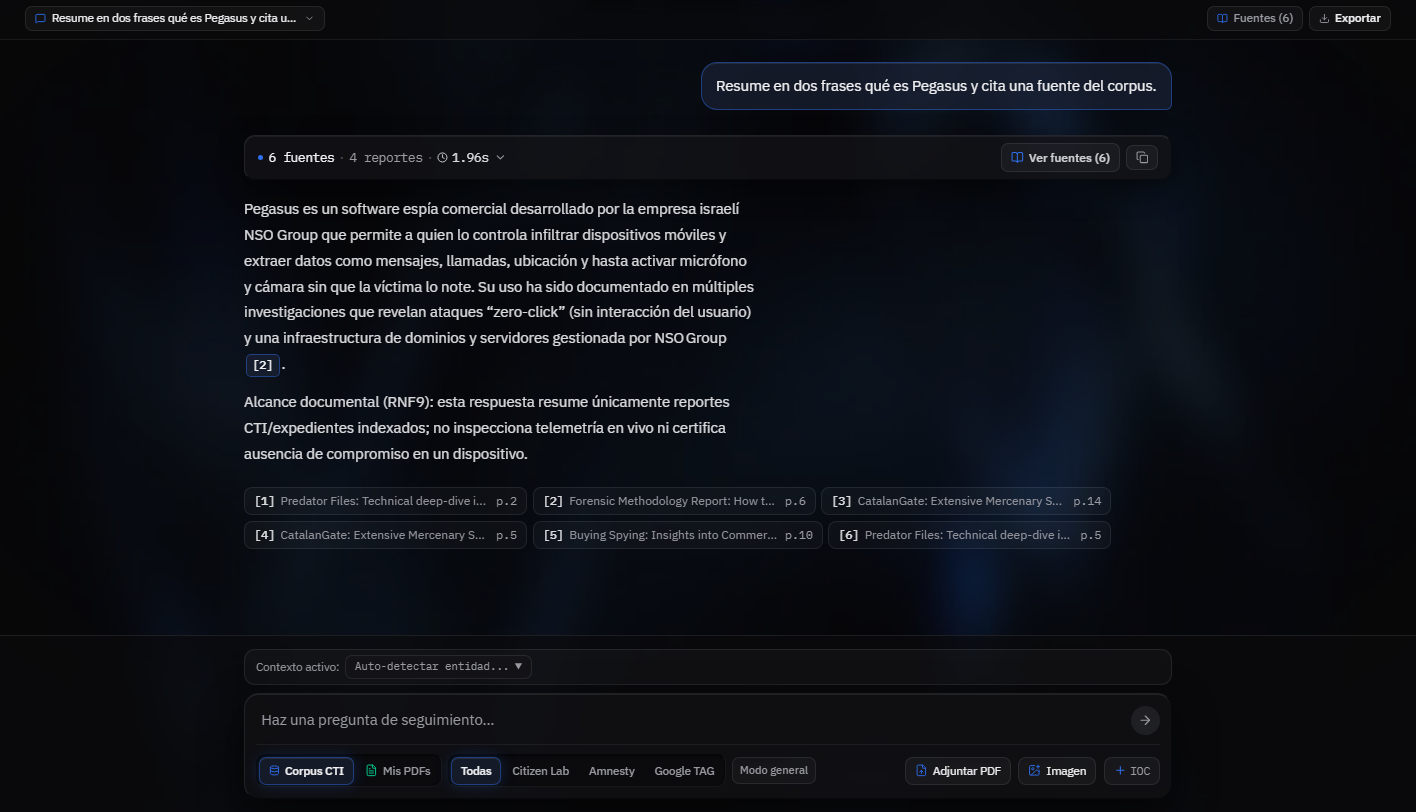 Resume en dos frases qué es Pegasus y cita u...
Fuentes (6)
Exportar
Resume en dos frases qué es Pegasus y cita una fuente del corpus.
6 fuentes · 4 reportes · 1.96s
Ver fuentes (6)
Pegasus es un software espía comercial desarrollado por la empresa israelí
NSO Group que permite a quien lo controla infiltrar dispositivos móviles y
extraer datos como mensajes, llamadas, ubicación y hasta activar micrófono
y cámara sin que la víctima lo note. Su uso ha sido documentado en múltiples
investigaciones que revelan ataques “zero-click” (sin interacción del usuario)
y una infraestructura de dominios y servidores gestionada por NSO Group
[2] .
Alcance documental (RNF9): esta respuesta resume únicamente reportes
CTI/expedientes indexados; no inspecciona telemetría en vivo ni certifica
ausencia de compromiso en un dispositivo.
[1] Predator Files: Technical deep-dive i... p.2
[2] Forensic Methodology Report: How t... p.6
[3] CatalanGate: Extensive Mercenary S... p.14
[4] CatalanGate: Extensive Mercenary S... p.5
[5] Buying Spying: Insights into Commer... p.10
[6] Predator Files: Technical deep-dive i... p.5
Contexto activo: Auto-detectar entidad... ▼
Haz una pregunta de seguimiento...
Corpus CTI
Mis PDFs
Todas
Citizen Lab
Amnesty
Google TAG
Modo general
Adjuntar PDF
Imagen
+ IOC